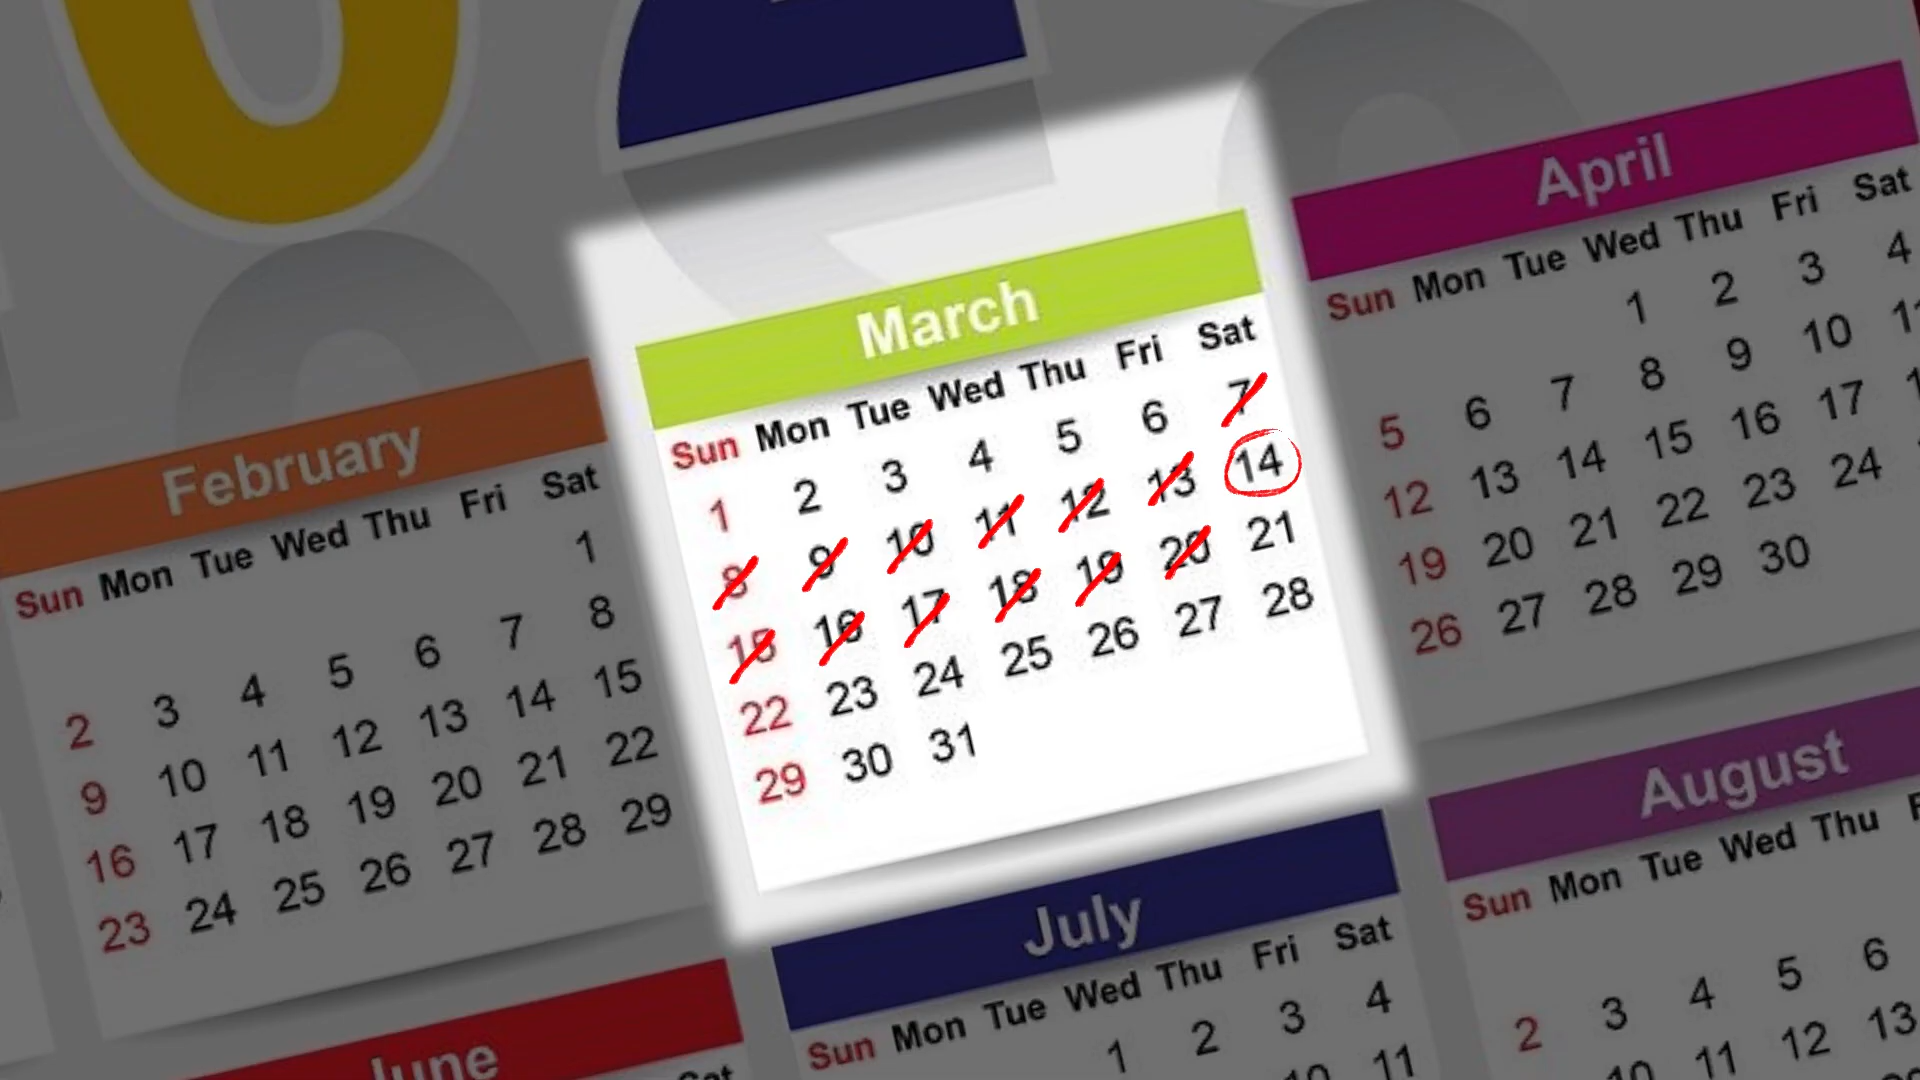 March
Sun Mon Tue Wed Thu Fri Sat
1 2 3 4 5 6 7
8 9 10 11 12 13 14
15 16 17 18 19 20 21
22 23 24 25 26 27 28
29 30 31
February
Sun Mon Tue Wed Thu Fri Sat
1
2 3 4 5 6 7 8
9 10 11 12 13 14 15
16 17 18 19 20 21 22
23 24 25 26 27 28 29
April
Sun Mon Tue Wed Thu Fri Sat
1 2 3 4
5 6 7 8 9 10 11
12 13 14 15 16 17
19 20 21 22 23 24
26 27 28 29 30
June
Sat
July
Sun Mon Tue Wed Thu Fri Sat
1 2 3 4
10 11
August
Sun Mon Tue Wed Thu
2 3 4 5 6
10 11 12 13